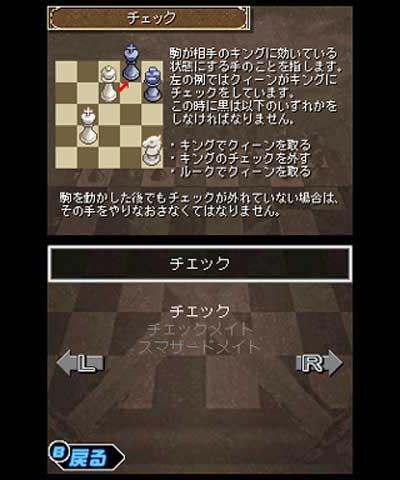 チェック
駒が相手のキングに効いている
状態にする手のことを指します。
左の例ではクィーンがキングに
チェックをしています。
この時に黒は以下のいずれかを
しなければなりません。
・キングでクィーンを取る
・キングのチェックを外す
・ルークでクィーンを取る
駒を動かした後でもチェックが外れていない場合は、
その手をやりなおさなくてはなりません。
チェック
チェック
チェックメイト
スマザードメイト
L
R
B 戻る